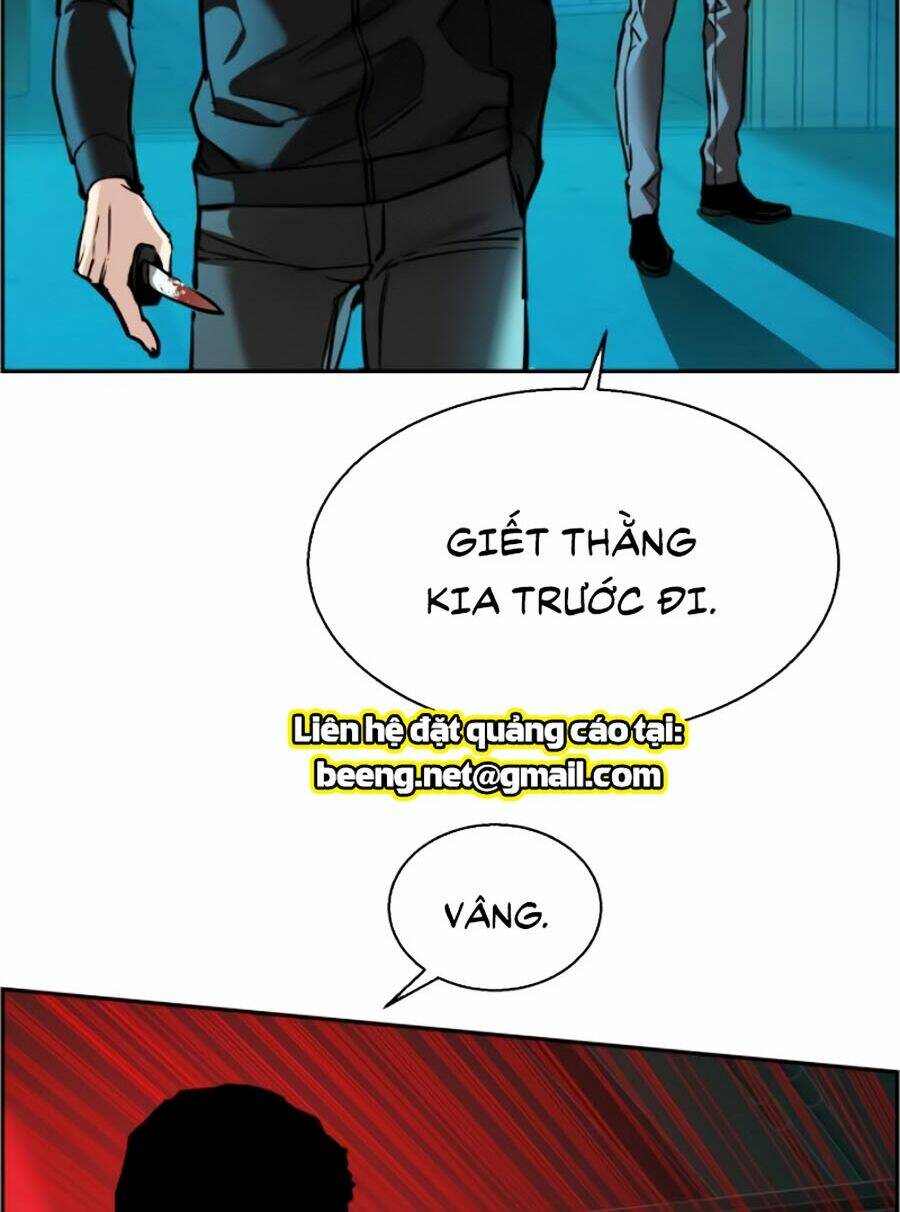 GIẾT THẰNG
KIA TRƯỚC ĐI.
Liên hệ đặt quảng cáo tại:
beeng.net@gmail.com
VÂNG.